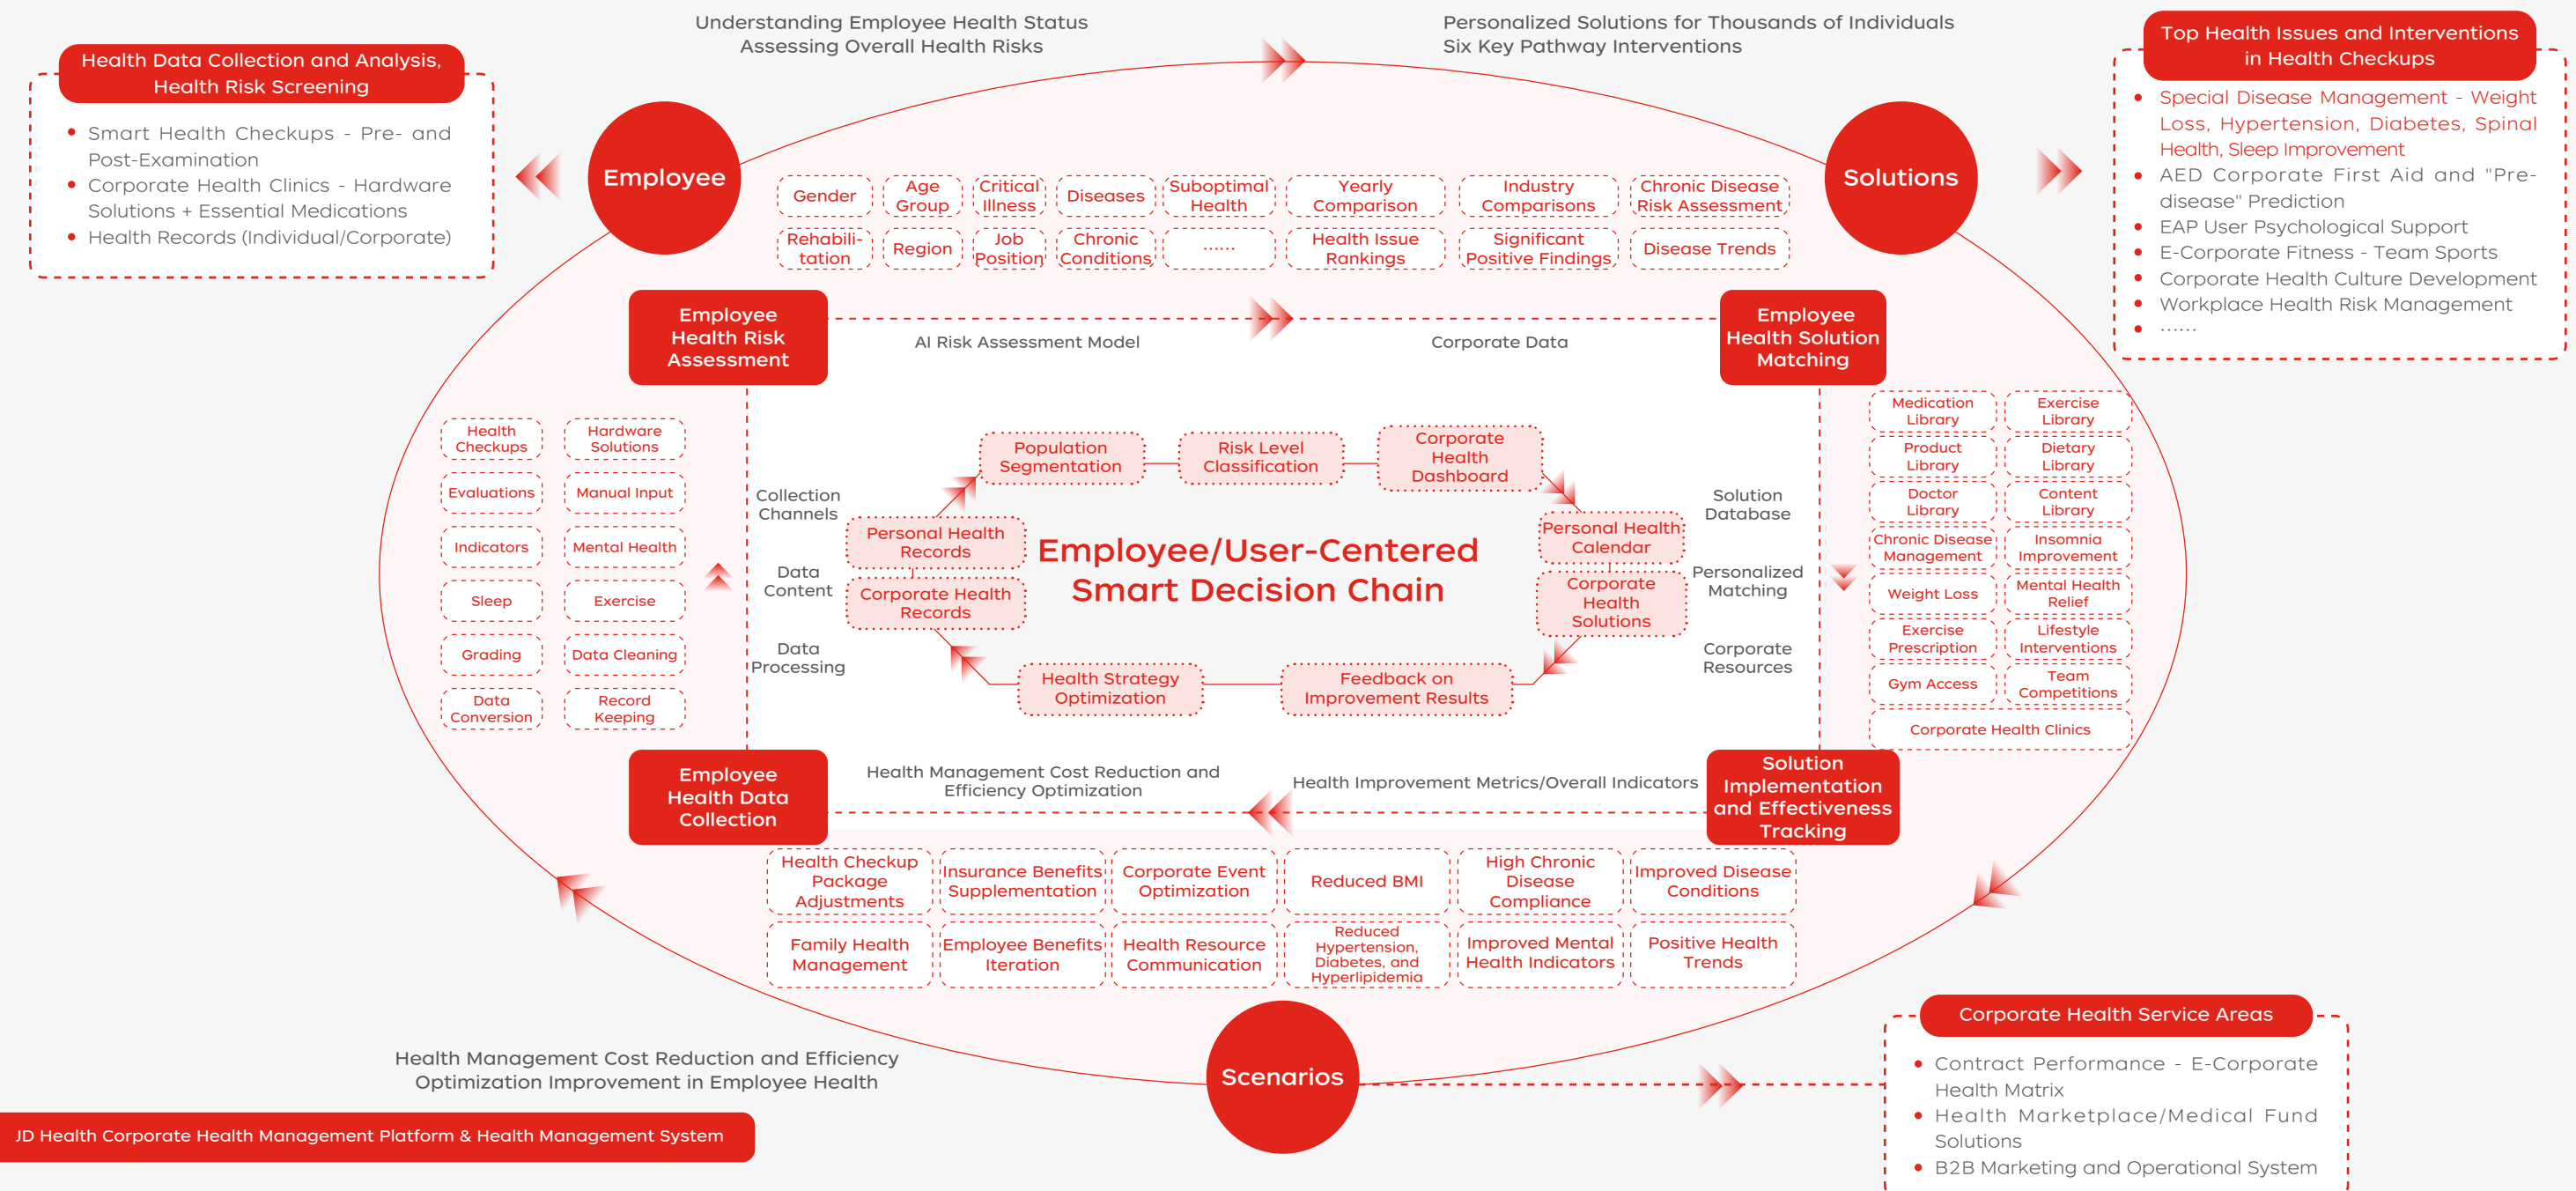 Understanding Employee Health Status
Assessing Overall Health Risks
Personalized Solutions for Thousands of Individuals
Six Key Pathway Interventions
Health Data Collection and Analysis,
Health Risk Screening
• Smart Health Checkups - Pre- and
Post-Examination
• Corporate Health Clinics - Hardware
Solutions + Essential Medications
• Health Records (Individual/Corporate)
Employee
Solutions
Top Health Issues and Interventions
in Health Checkups
• Special Disease Management - Weight
Loss, Hypertension, Diabetes, Spinal
Health, Sleep Improvement
• AED Corporate First Aid and "Pre-
disease" Prediction
• EAP User Psychological Support
• E-Corporate Fitness - Team Sports
• Corporate Health Culture Development
• Workplace Health Risk Management
• ······
Gender
Age
Group
Critical
Illness
Diseases
Suboptimal
Health
Yearly
Comparison
Industry
Comparisons
Chronic Disease
Risk Assessment
Rehabili-
tation
Region
Job
Position
Chronic
Conditions
······
Health Issue
Rankings
Significant
Positive Findings
Disease Trends
Employee
Health Risk
Assessment
AI Risk Assessment Model
Corporate Data
Employee
Health Solution
Matching
Health
Checkups
Hardware
Solutions
Evaluations
Manual Input
Indicators
Mental Health
Sleep
Exercise
Grading
Data Cleaning
Data
Conversion
Record
Keeping
Collection
Channels
Data
Content
Data
Processing
Population
Segmentation
Risk Level
Classification
Corporate
Health
Dashboard
Personal Health
Records
Corporate Health
Records
Employee/User-Centered
Smart Decision Chain
Personal Health
Calendar
Corporate
Health
Solutions
Health Strategy
Optimization
Feedback on
Improvement Results
Solution
Database
Personalized
Matching
Corporate
Resources
Medication
Library
Exercise
Library
Product
Library
Dietary
Library
Doctor
Library
Content
Library
Chronic Disease
Management
Insomnia
Improvement
Weight Loss
Mental Health
Relief
Exercise
Prescription
Lifestyle
Interventions
Gym Access
Team
Competitions
Corporate Health Clinics
Employee
Health Data
Collection
Health Management Cost Reduction and
Efficiency Optimization
Health Improvement Metrics/Overall Indicators
Solution
Implementation
and Effectiveness
Tracking
Health Checkup
Package
Adjustments
Insurance Benefits
Supplementation
Corporate Event
Optimization
Reduced BMI
High Chronic
Disease
Compliance
Improved Disease
Conditions
Family Health
Management
Employee Benefits
Iteration
Health Resource
Communication
Reduced
Hypertension,
Diabetes, and
Hyperlipidemia
Improved Mental
Health Indicators
Positive Health
Trends
Health Management Cost Reduction and Efficiency
Optimization Improvement in Employee Health
Scenarios
Corporate Health Service Areas
• Contract Performance - E-Corporate
Health Matrix
• Health Marketplace/Medical Fund
Solutions
• B2B Marketing and Operational System
JD Health Corporate Health Management Platform & Health Management System